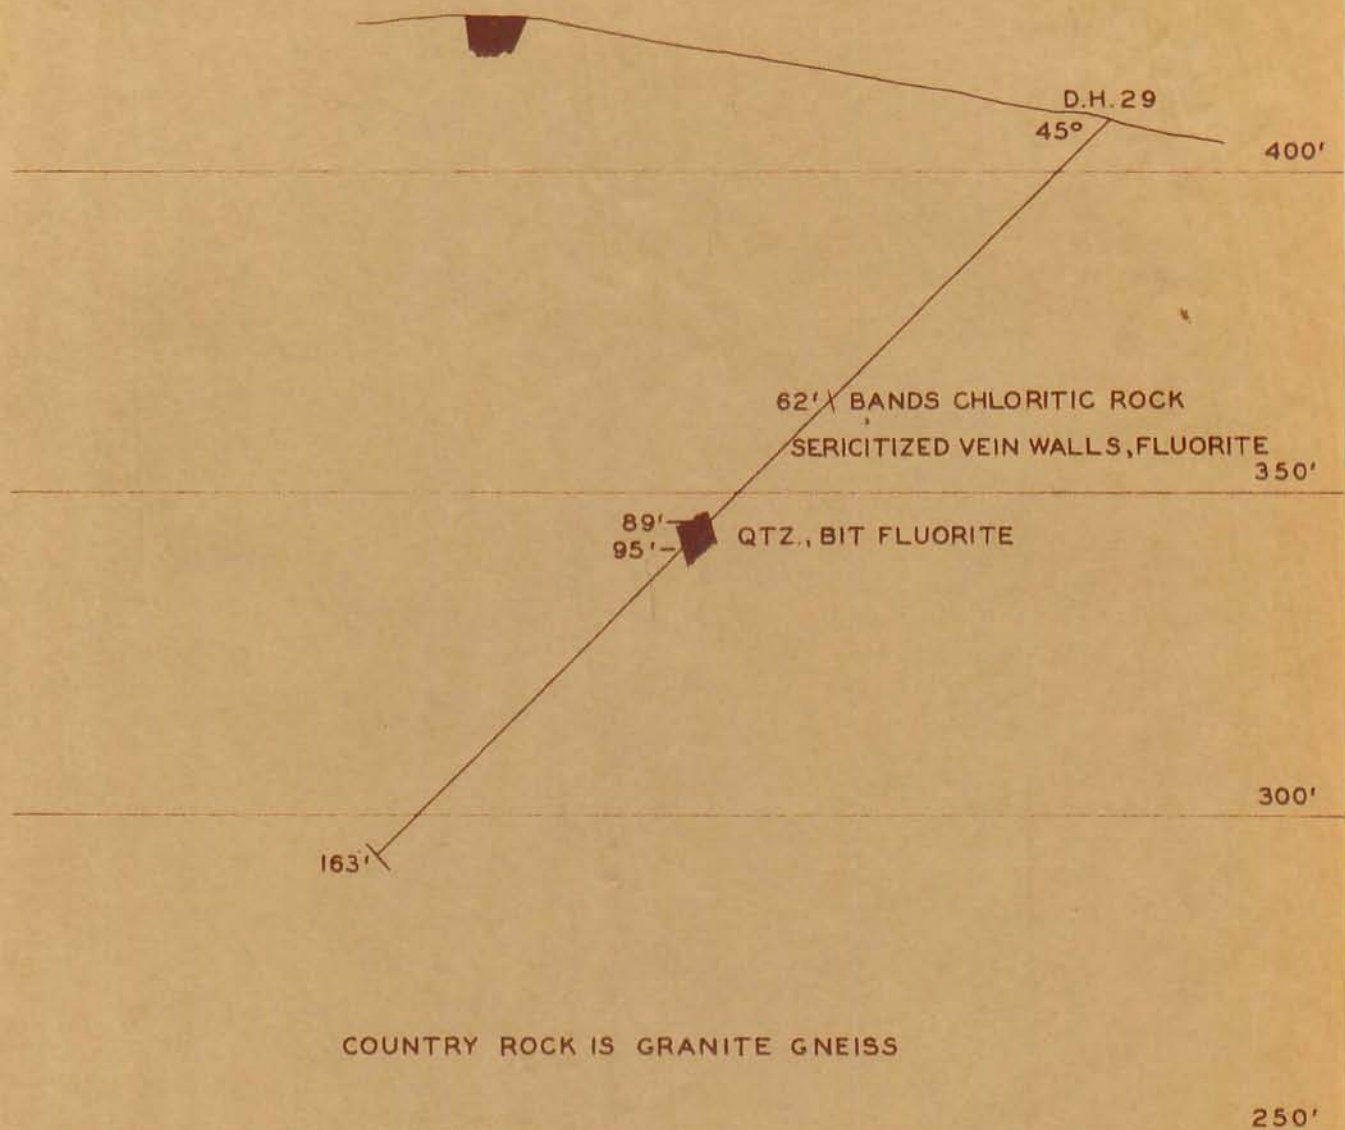 D.H. 29
45°
400'
62' BANDS CHLORITIC ROCK
SERICITIZED VEIN WALLS, FLUORITE
350'
89'
95'
QTZ., BIT FLUORITE
300'
163'
COUNTRY ROCK IS GRANITE GNEISS
250'